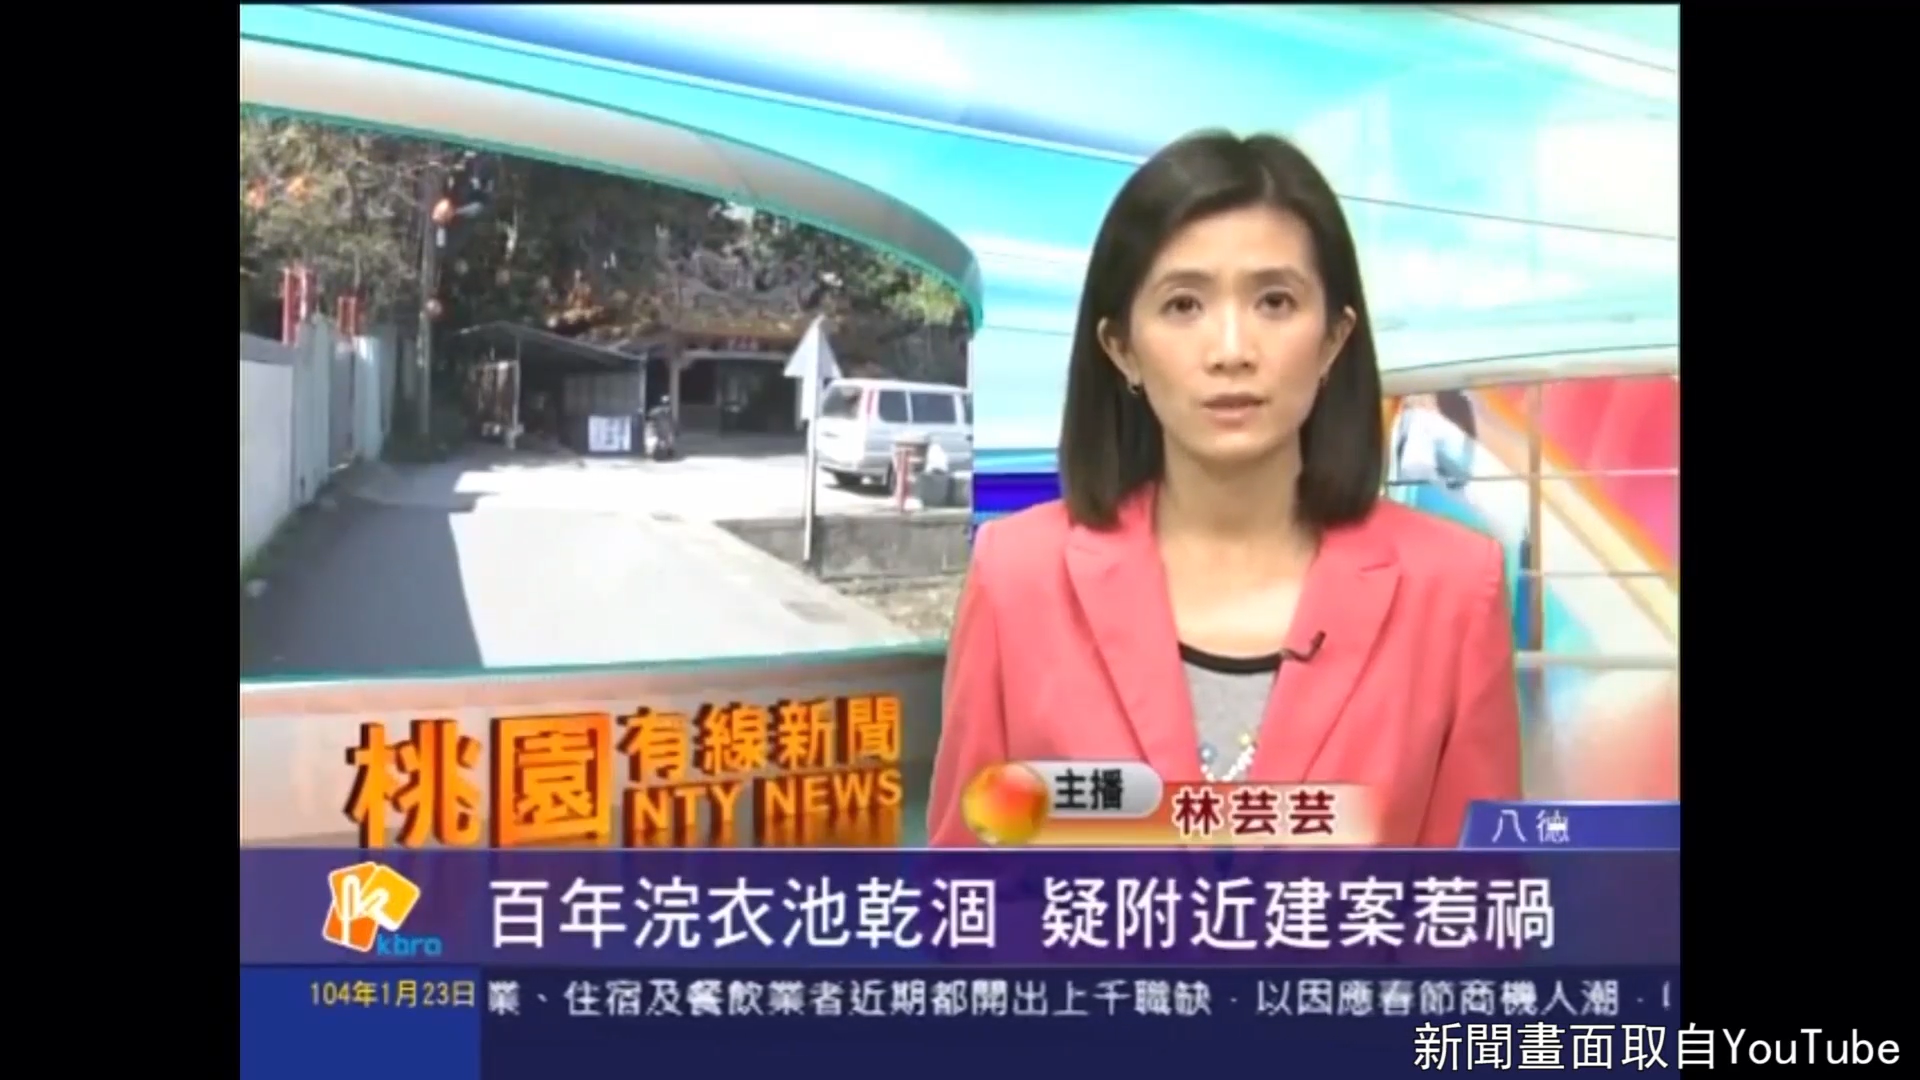 桃園有線新聞
NTY NEWS
主播
林芸芸
八德
kbro
百年浣衣池乾涸 疑附近建案惹禍
104年1月23日
業、住宿及餐飲業者近期都開出上千職缺．以因應春節商機人潮．
新聞畫面取自YouTube